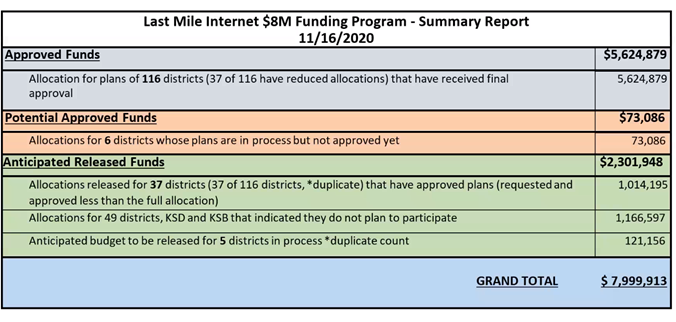 Last Mile Internet $8M Funding Program - Summary Report
11/16/2020
Approved Funds $5,624,879
Allocation for plans of 116 districts (37 of 116 have reduced allocations) that have received final 5,624,879
approval
Potential Approved Funds $73,086
Allocations for 6 districts whose plans are in process but not approved yet 73,086
Anticipated Released Funds $2,301,948
Allocations released for 37 districts (37 of 116 districts, *duplicate) that have approved plans (requested and 1,014,195
approved less than the full allocation)
Allocations for 49 districts, KSD and KSB that indicated they do not plan to participate 1,166,597
Anticipated budget to be released for 5 districts in process *duplicate count 121,156
GRAND TOTAL $ 7,999,913